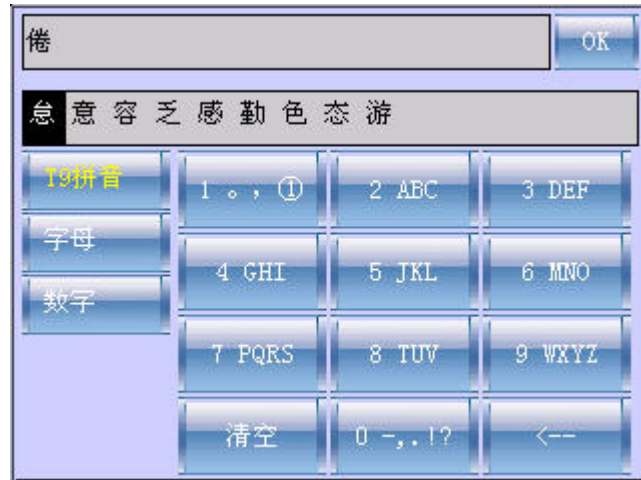 倦 OK
怠 意 容 乏 感 勤 色 态 游
T9拼音 1 。，① 2 ABC 3 DEF
字母 4 GHI 5 JKL 6 MNO
数字
7 PQRS 8 TUV 9 WXYZ
清空 0 -,.!? <--